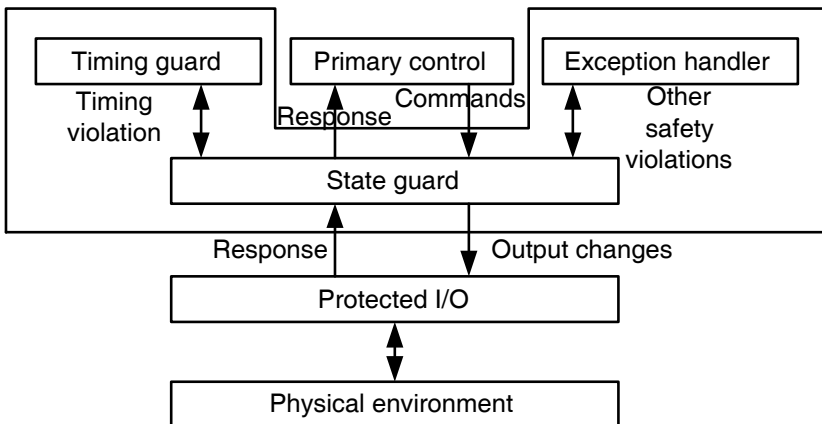 Timing guard
Primary control
Exception handler
Timing
violation
Response
Commands
Other
safety
violations
State guard
Response
Output changes
Protected I/O
Physical environment